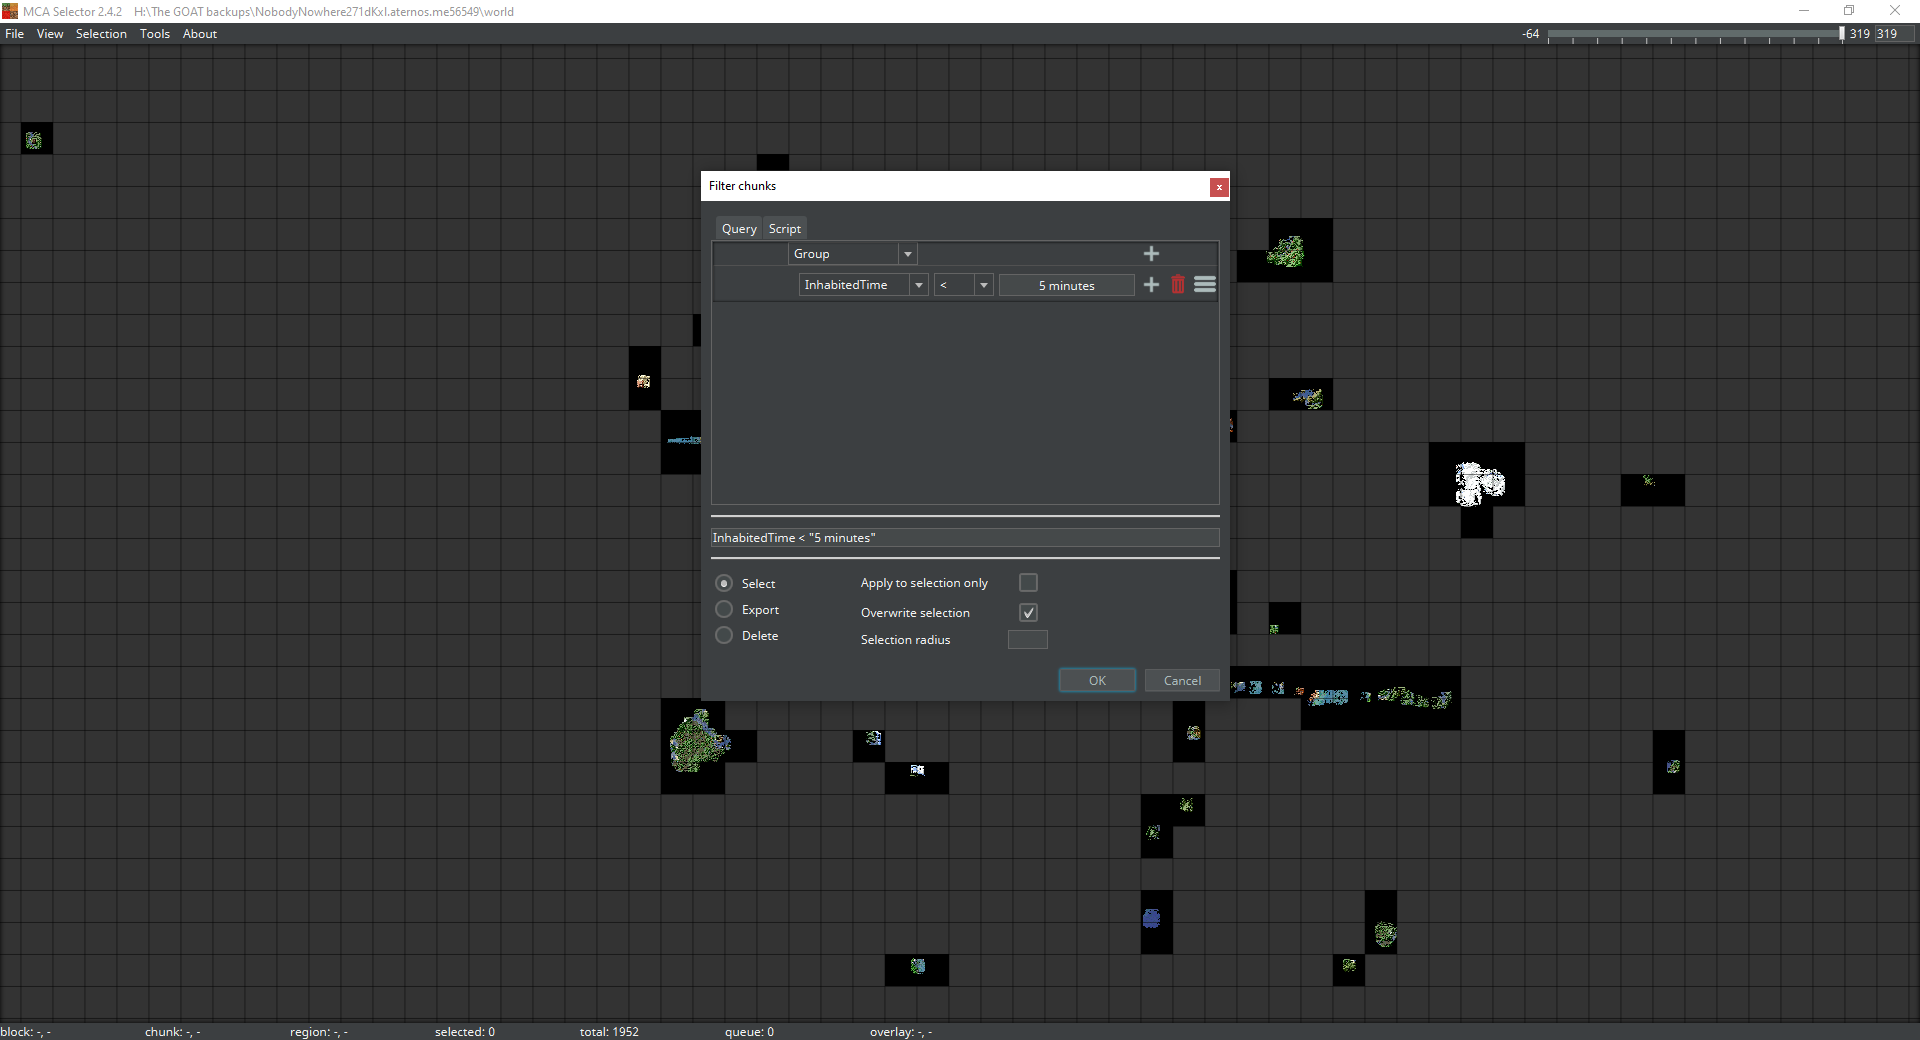 MCA Selector 2.4.2 H:\The GOAT backups\NobodyNowhere271dKxI.aternos.me56549\world
File View Selection Tools About
-64 319 319
Filter chunks
x
Query Script
Group
InhabitedTime < 5 minutes
InhabitedTime < "5 minutes"
Select Apply to selection only
Export Overwrite selection
Delete Selection radius
OK Cancel
block: -, - chunk: -, - region: -, - selected: 0 total: 1952 queue: 0 overlay: -, -